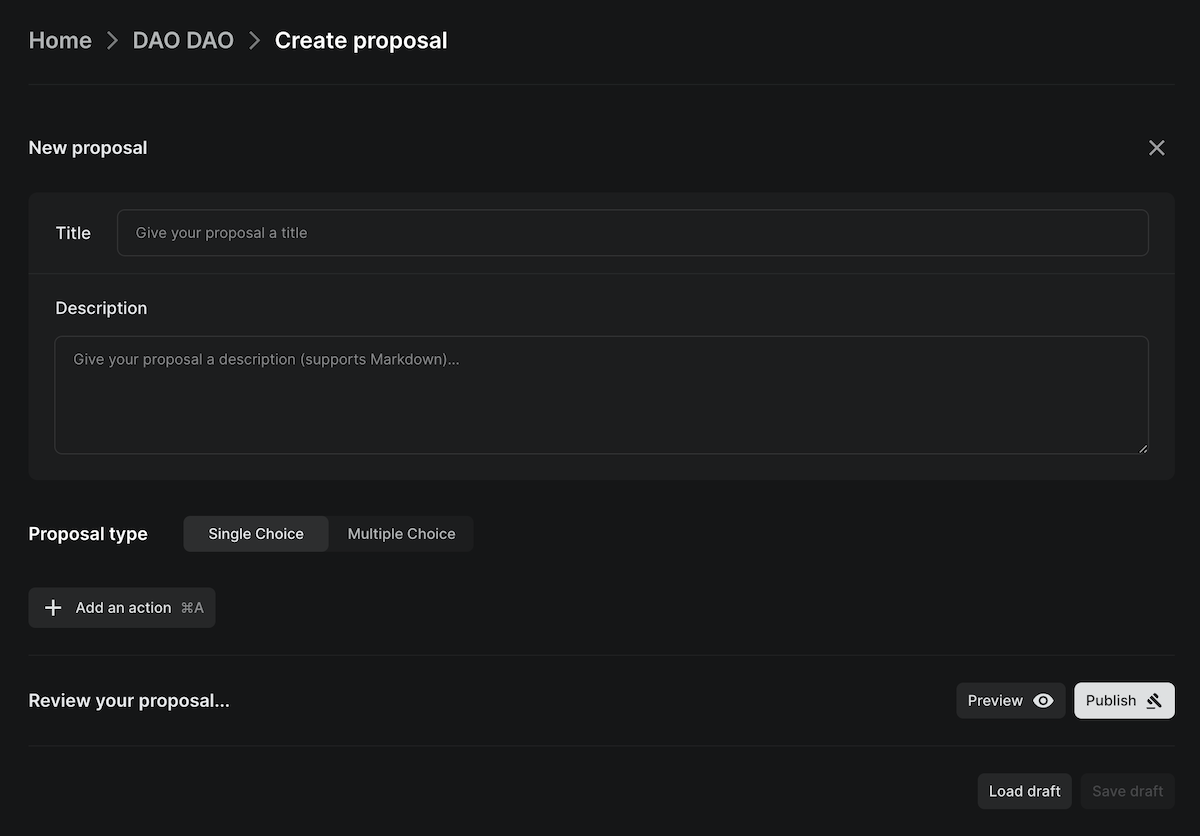 Home > DAO DAO > Create proposal
New proposal
Title Give your proposal a title
Description
Give your proposal a description (supports Markdown)...
Proposal type Single Choice Multiple Choice
Add an action ⌘A
Review your proposal... Preview Publish
Load draft Save draft